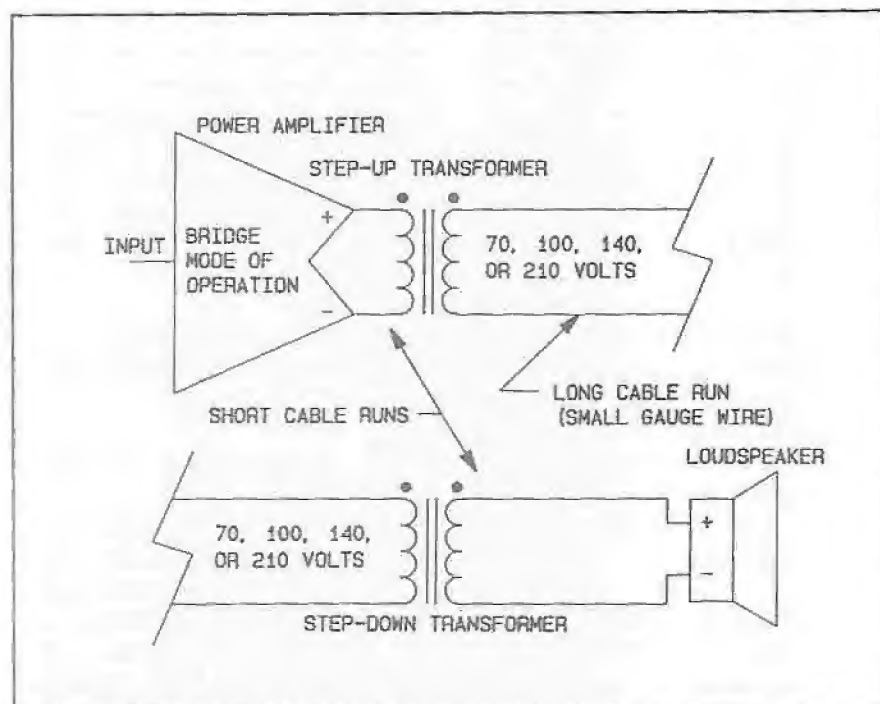 POWER AMPLIFIER
STEP-UP TRANSFORMER
+
INPUT
BRIDGE
MODE OF
OPERATION
70, 100, 140,
OR 210 VOLTS
-
SHORT CABLE RUNS
LONG CABLE RUN
(SMALL GAUGE WIRE)
LOUDSPEAKER
70, 100, 140,
OR 210 VOLTS
+
-
STEP-DOWN TRANSFORMER